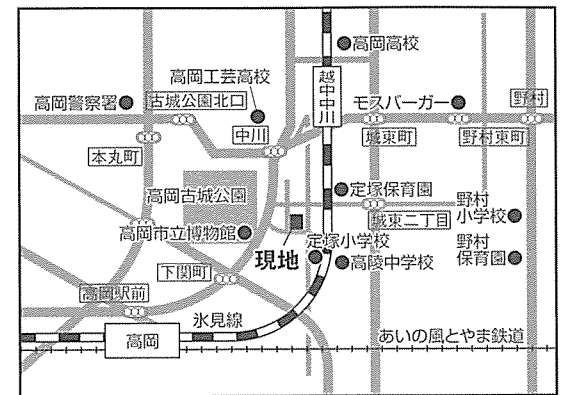 高岡高校
高岡工芸高校
越中中川
高岡警察署
古城公園北口
モスバーガー
野村
中川
城東町
野村東町
本丸町
高岡古城公園
定塚保育園
野村
小学校
城東二丁目
高岡市立博物館
定塚小学校
野村
保育園
現地
高陵中学校
下関町
高岡駅前
氷見線
高岡
あいの風とやま鉄道